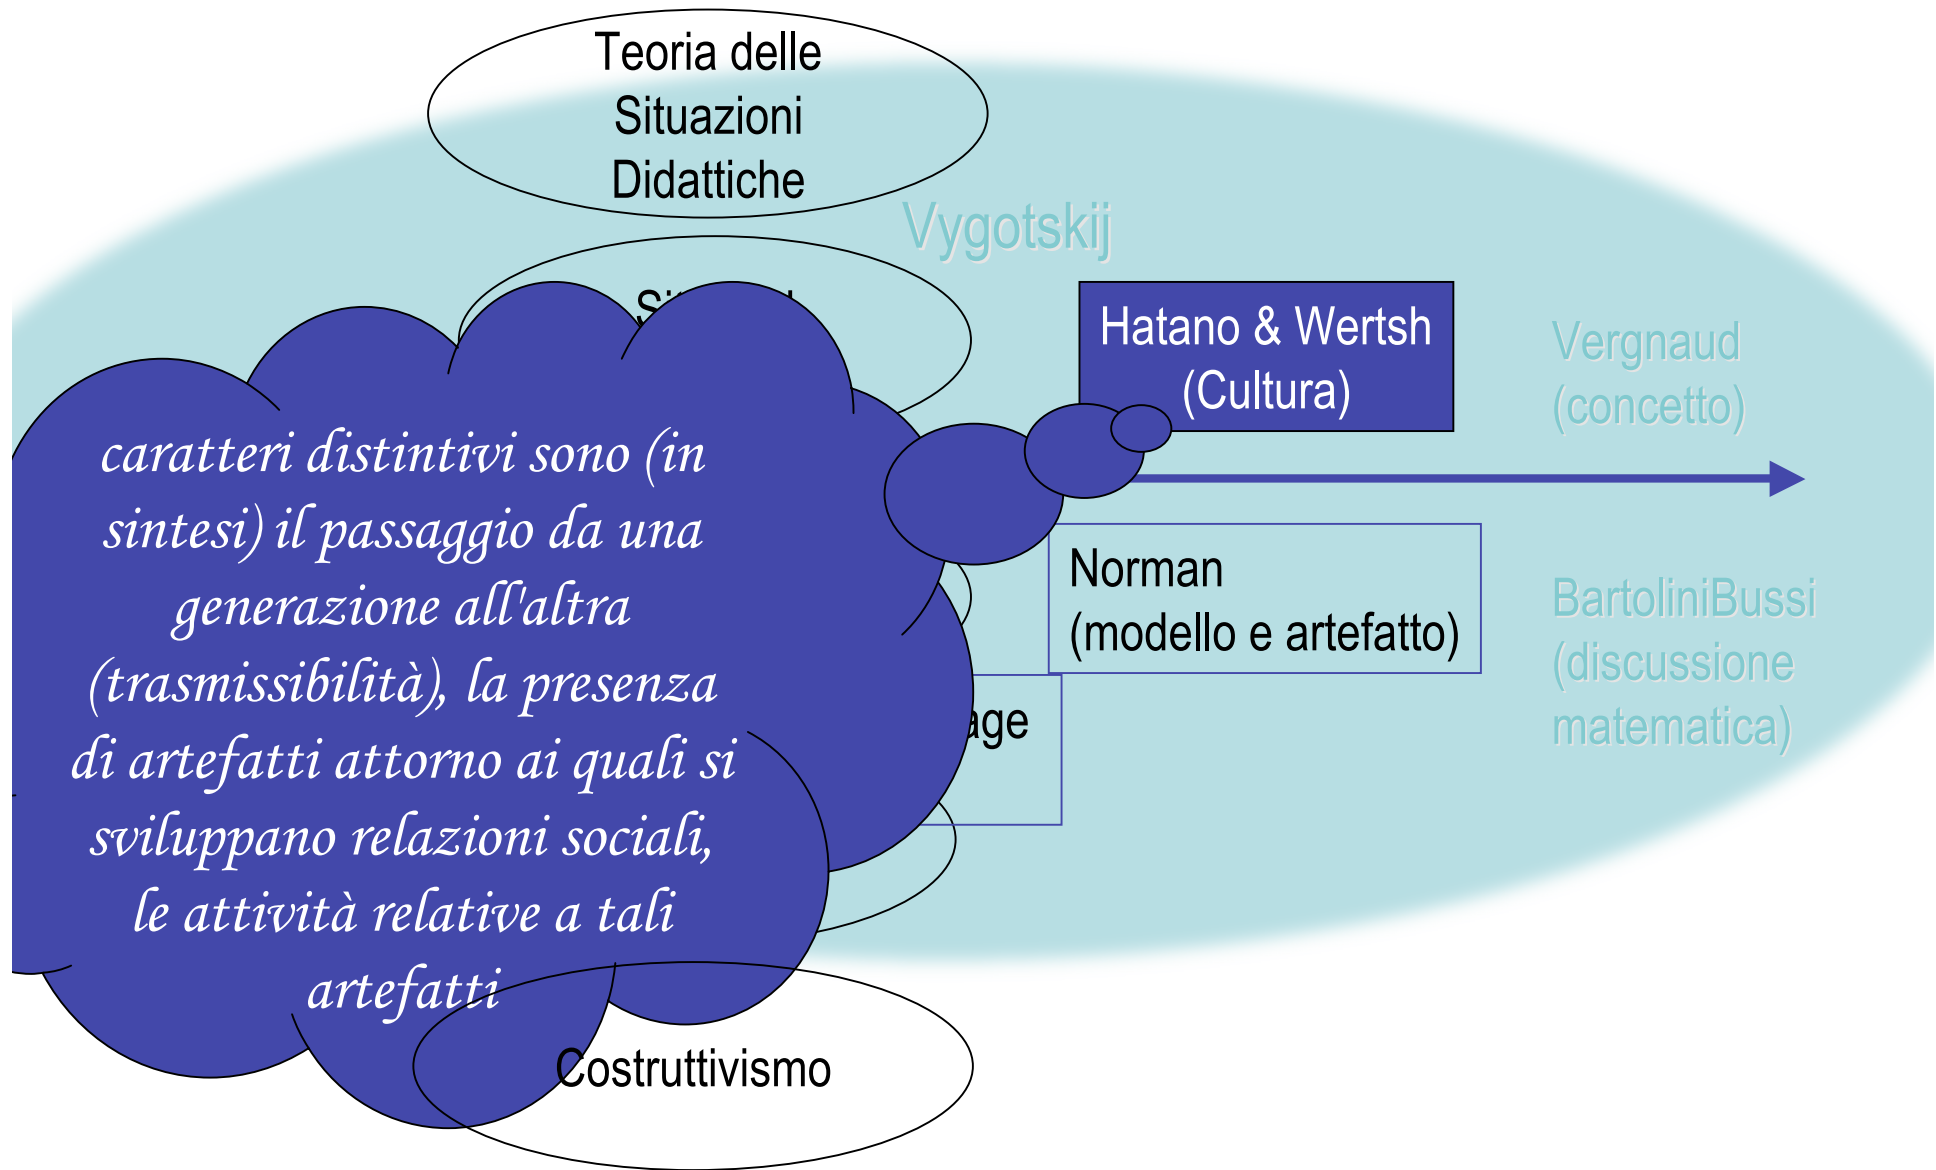 Teoria delle
Situazioni
Didattiche
Vygotskij
Hatano & Wertsh
(Cultura)
Vergnaud
(concetto)
caratteri distintivi sono (in
sintesi) il passaggio da una
generazione all'altra
(trasmissibilità), la presenza
di artefatti attorno ai quali si
sviluppano relazioni sociali,
le attività relative a tali
artefatti
Norman
(modello e artefatto)
BartoliniBussi
(discussione
matematica)
Costruttivismo